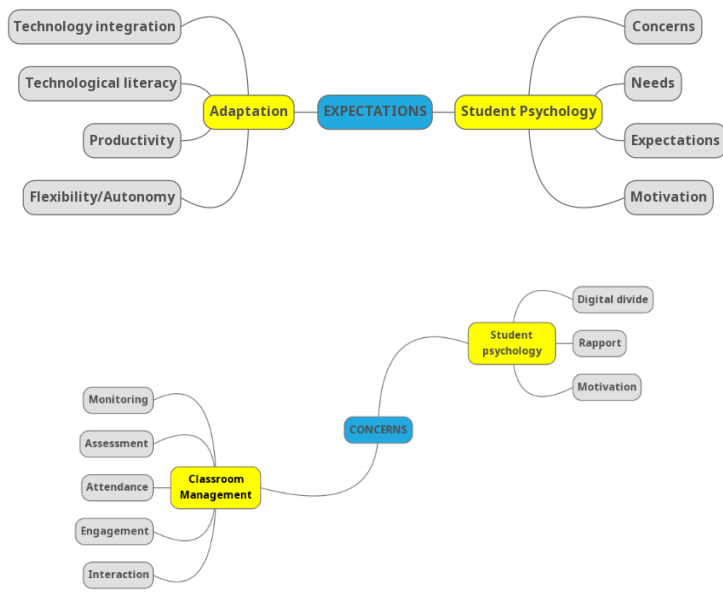 Technology integration
Technological literacy
Productivity
Flexibility/Autonomy
Adaptation
EXPECTATIONS
Student Psychology
Concerns
Needs
Expectations
Motivation
Digital divide
Rapport
Motivation
Student
psychology
CONCERNS
Classroom
Management
Monitoring
Assessment
Attendance
Engagement
Interaction